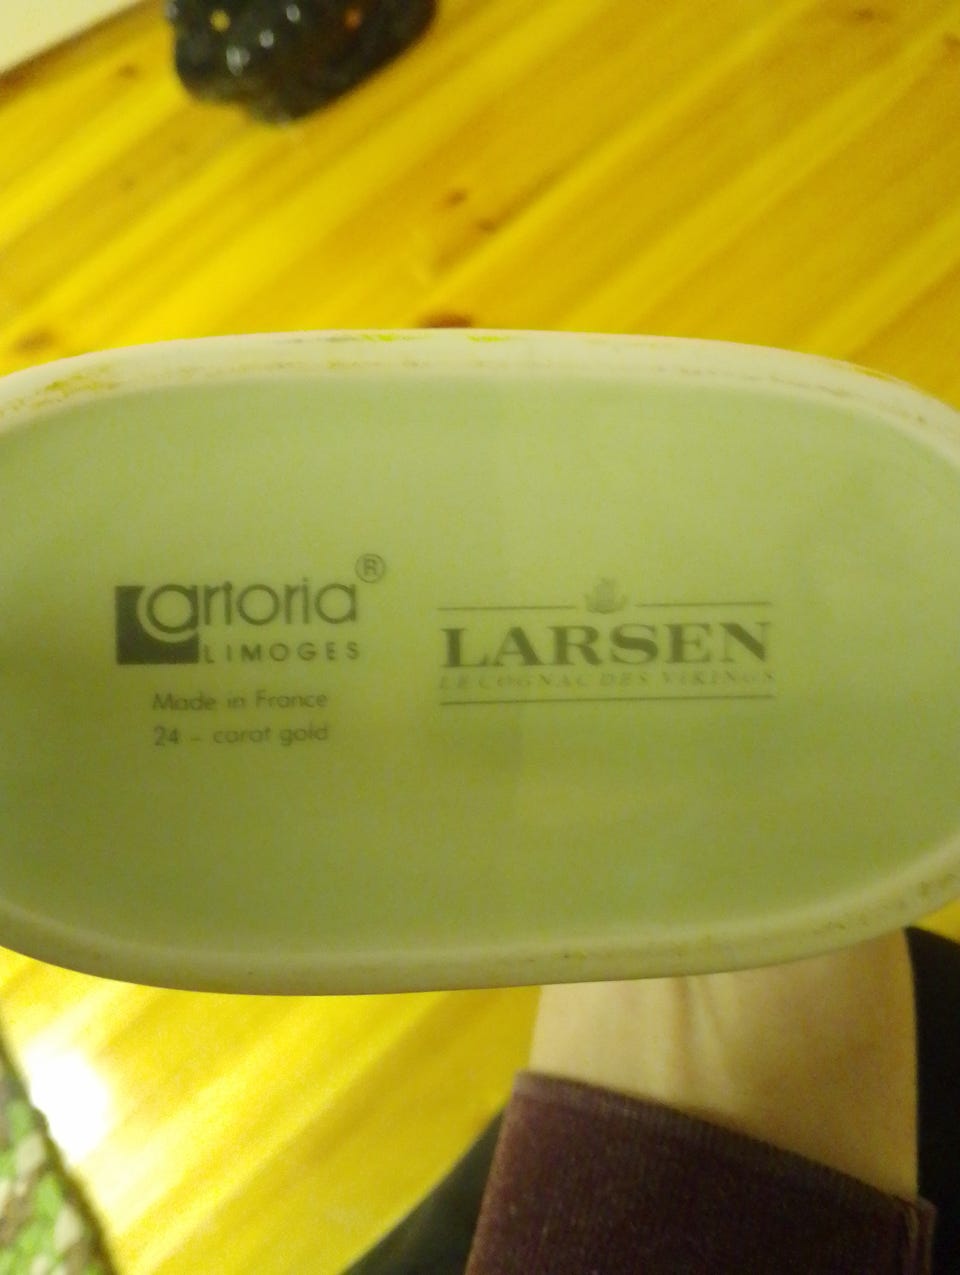 artoria®
LIMOGES
Made in France
24 - carat gold
LARSEN
LE COGNAC DES VIKINGS